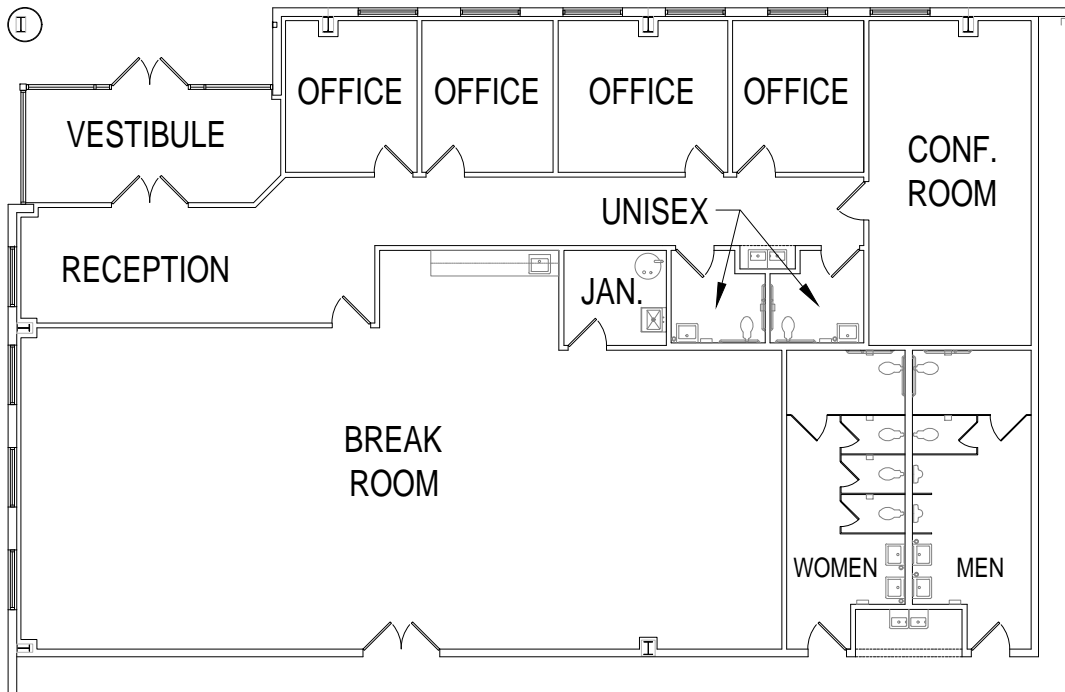 OFFICE
OFFICE
OFFICE
OFFICE
VESTIBULE
CONF.
ROOM
UNISEX
RECEPTION
JAN.
BREAK
ROOM
WOMEN
MEN